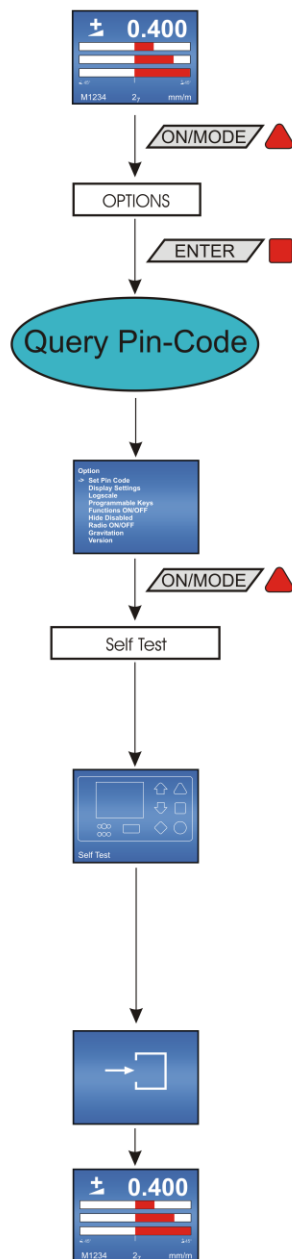 ± 0.400
M1234 2y mm/m
ON/MODE
OPTIONS
ENTER
Query Pin-Code
Option
-> Set Pin Code
Display Settings
Logscale
Programmable Keys
Functions ON/OFF
Hide Disabled
Radio ON/OFF
Gravitation
Version
ON/MODE
Self Test
Self Test
± 0.400
M1234 mm/m